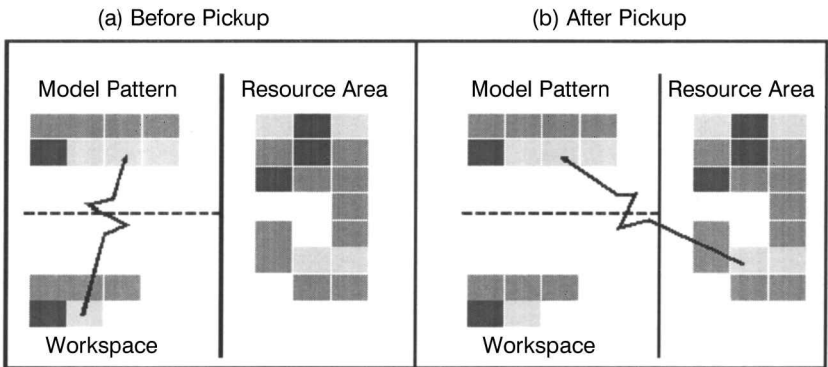 (a) Before Pickup
(b) After Pickup
Model Pattern
Resource Area
Workspace
Model Pattern
Resource Area
Workspace